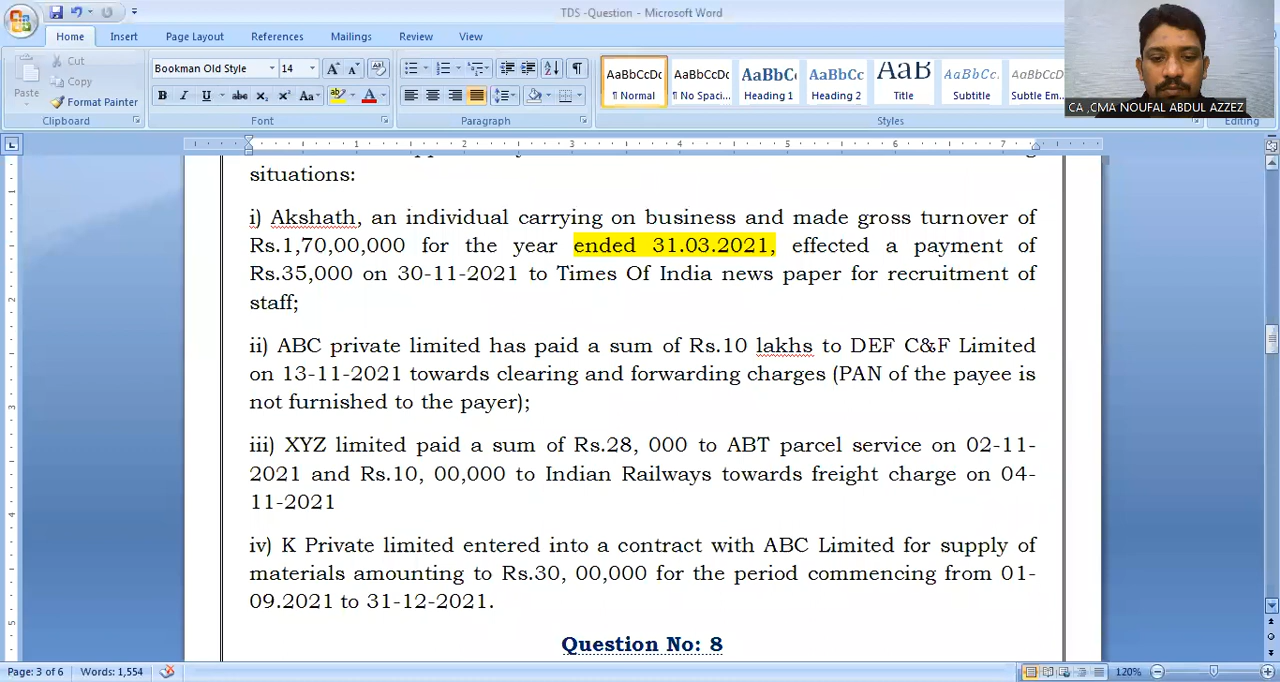 TDS -Question - Microsoft Word
Home Insert Page Layout References Mailings Review View
Cut
Copy
Paste
Format Painter
Clipboard
Bookman Old Style 14
Font
Paragraph
AaBbCcDc AaBbCcDc AaBbCc AaBbCc AaB AaBbCc. AaBbCcDc
¶ Normal ¶ No Spaci... Heading 1 Heading 2 Title Subtitle Subtle Em...
Styles
Editing
CA ,CMA NOUFAL ABDUL AZZEZ
1 2 3 4 5 6 7
situations:
i) Akshath, an individual carrying on business and made gross turnover of
Rs.1,70,00,000 for the year ended 31.03.2021, effected a payment of
Rs.35,000 on 30-11-2021 to Times Of India news paper for recruitment of
staff;
ii) ABC private limited has paid a sum of Rs.10 lakhs to DEF C&F Limited
on 13-11-2021 towards clearing and forwarding charges (PAN of the payee is
not furnished to the payer);
iii) XYZ limited paid a sum of Rs.28, 000 to ABT parcel service on 02-11-
2021 and Rs.10, 00,000 to Indian Railways towards freight charge on 04-
11-2021
iv) K Private limited entered into a contract with ABC Limited for supply of
materials amounting to Rs.30, 00,000 for the period commencing from 01-
09.2021 to 31-12-2021.
Question No: 8
Page: 3 of 6 Words: 1,554 120%